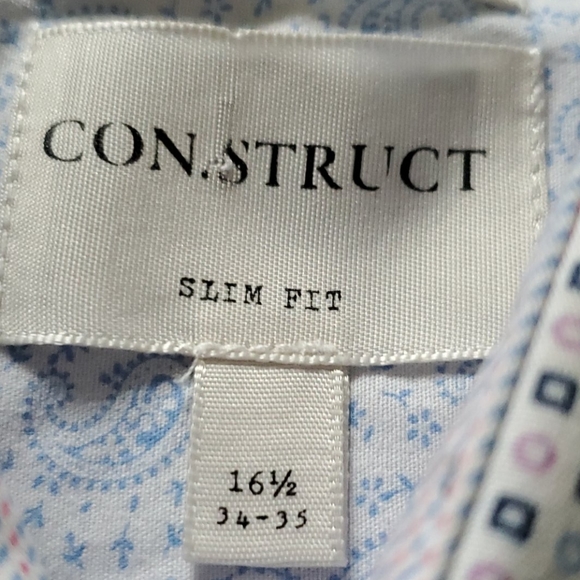 CON.STRUCT
SLIM FIT
16½
34-35